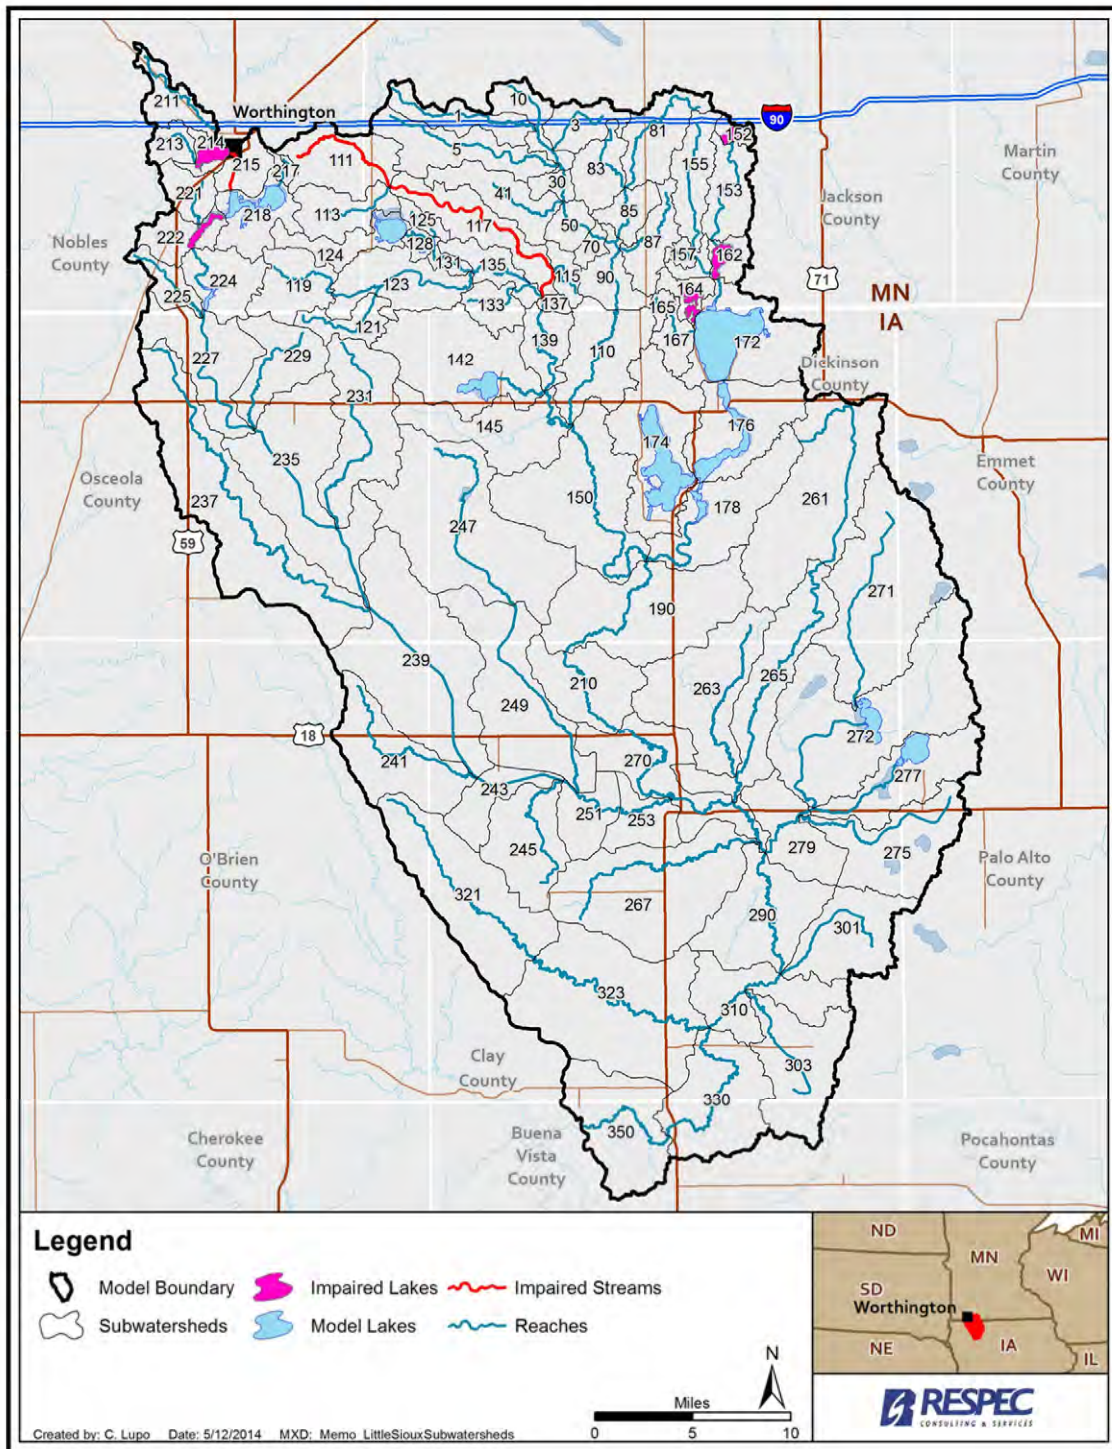 211
Worthington
10
1
3
81
90
152
213
214
215
217
111
5
83
155
Martin
County
153
30
41
221
85
Jackson
County
218
113
125
117
50
222
128
70
87
157
162
Nobles
County
124
131
135
115
90
71
MN
IA
224
119
123
133
137
164
165
225
121
139
167
172
227
229
142
110
Dickinson
County
231
145
174
176
235
Emmet
County
Osceola
County
237
247
150
178
261
59
271
190
239
263
265
210
249
18
272
241
270
277
243
251
253
245
279
275
O'Brien
County
Palo Alto
County
321
267
290
301
323
310
Clay
County
303
330
350
Cherokee
County
Buena
Vista
County
Pocahontas
County
Legend
Model Boundary
Impaired Lakes
Impaired Streams
Subwatersheds
Model Lakes
Reaches
N
Miles
0 5 10
Created by: C. Lupo Date: 5/12/2014 MXD: Memo_LittleSiouxSubwatersheds
ND
MN
MI
SD
WI
Worthington
NE
IA
IL
RESPEC
CONSULTING & SERVICES